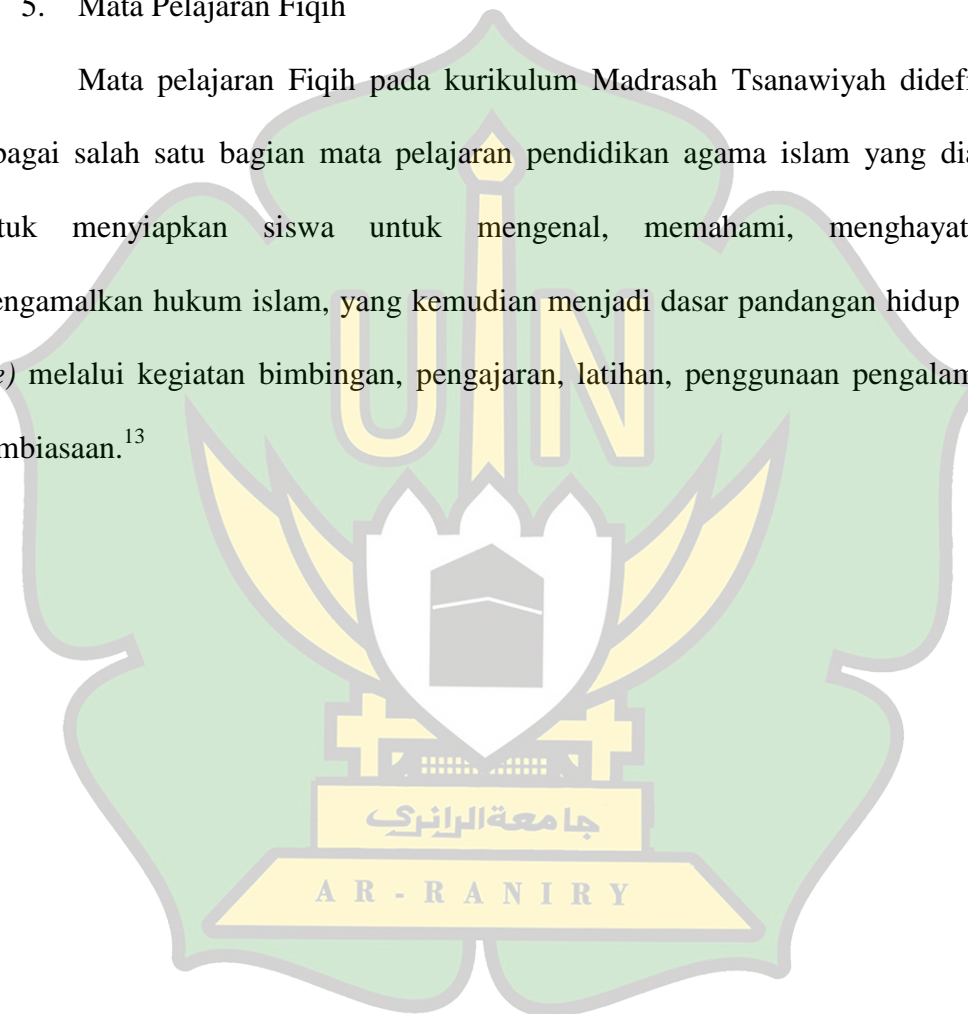 5. Mata Pelajaran Fiqih
Mata pelajaran Fiqih pada kurikulum Madrasah Tsanawiyah didefi
bagai salah satu bagian mata pelajaran pendidikan agama islam yang dia
tuk menyiapkan siswa untuk mengenal, memahami, menghayat
engamalkan hukum islam, yang kemudian menjadi dasar pandangan hidup
e) melalui kegiatan bimbingan, pengajaran, latihan, penggunaan pengalam
mbiasaan.13
UIN
جامعة الرانري
AR-RANIRY